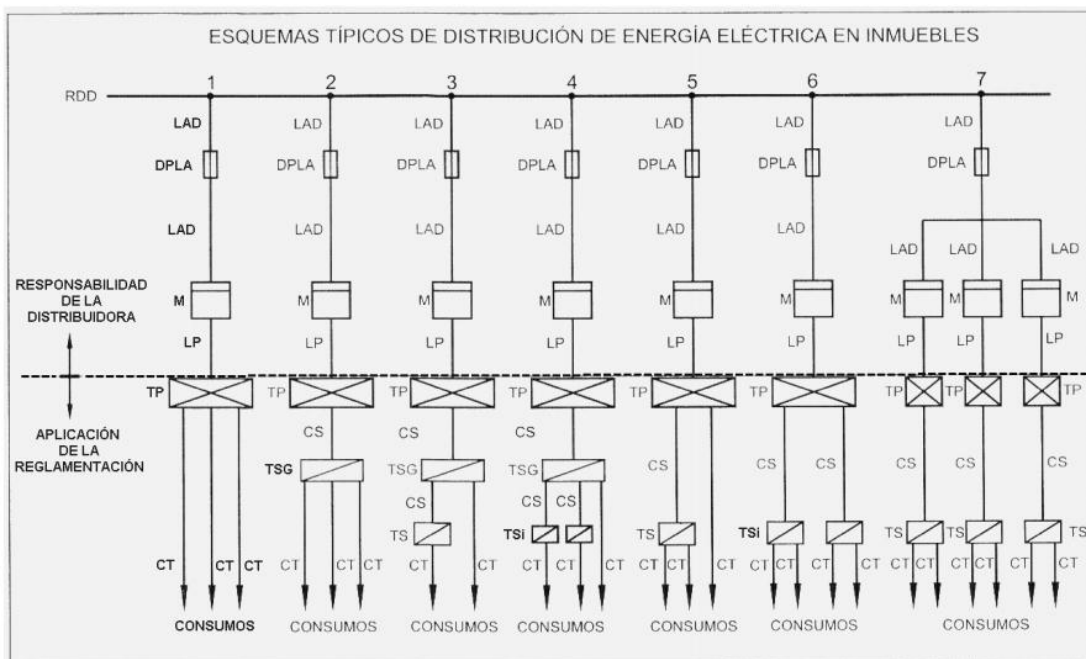 ESQUEMAS TÍPICOS DE DISTRIBUCIÓN DE ENERGÍA ELÉCTRICA EN INMUEBLES
1 2 3 4 5 6 7
RDD
LAD LAD LAD LAD LAD LAD LAD
DPLA DPLA DPLA DPLA DPLA DPLA DPLA
LAD LAD LAD LAD LAD LAD LAD LAD LAD
RESPONSABILIDAD
DE LA
DISTRIBUIDORA
M M M M M M M M M
LP LP LP LP LP LP LP LP LP
TP TP TP TP TP TP TP TP TP
APLICACIÓN
DE LA
REGLAMENTACIÓN
CS CS CS
TSG TSG TSG
CS CS CS CS CS CS CS CS CS
TS TSi TS TSi TS TS TS
CT CT CT CT CT CT CT CT CT CT CT CT CT CT CT CT CT CT CT CT
CONSUMOS CONSUMOS CONSUMOS CONSUMOS CONSUMOS CONSUMOS CONSUMOS